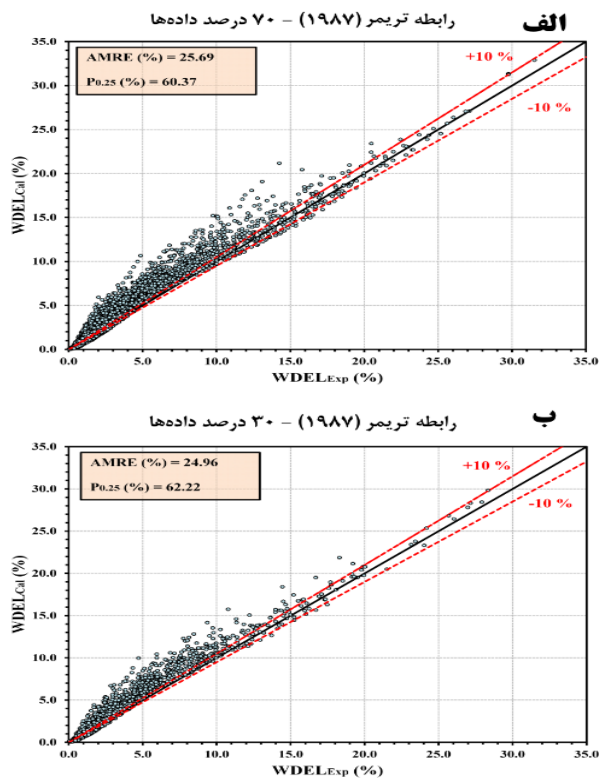 الف
رابطه تریمر (۱۹۸۷) – ۷۰ درصد داده‌ها
35.0
30.0
25.0
20.0
15.0
10.0
5.0
0.0
WDELCal (%)
AMRE (%) = 25.69
P0.25 (%) = 60.37
+10 %
-10 %
0.0 5.0 10.0 15.0 20.0 25.0 30.0 35.0
WDELExp (%)
ب
رابطه تریمر (۱۹۸۷) – ۳۰ درصد داده‌ها
35.0
30.0
25.0
20.0
15.0
10.0
5.0
0.0
WDELCal (%)
AMRE (%) = 24.96
P0.25 (%) = 62.22
+10 %
-10 %
0.0 5.0 10.0 15.0 20.0 25.0 30.0 35.0
WDELExp (%)